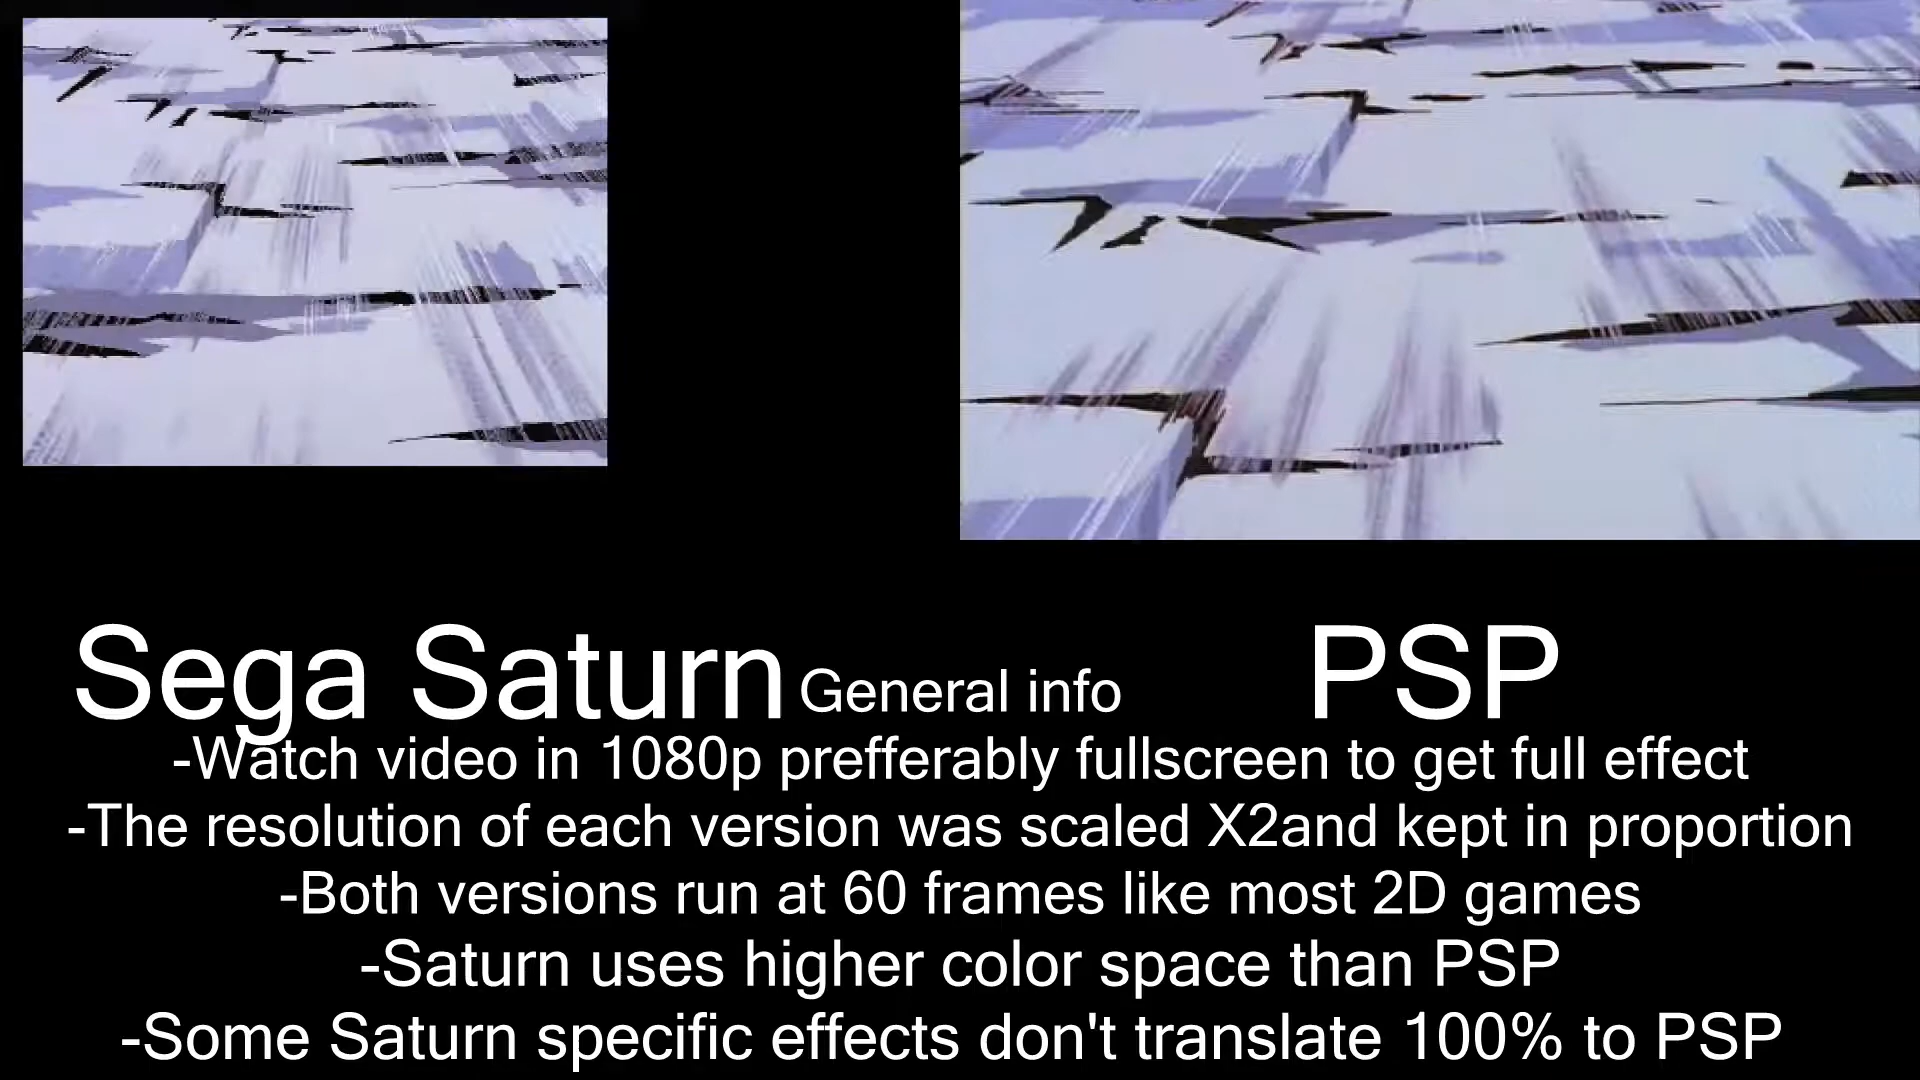 Sega Saturn
General info
PSP
-Watch video in 1080p prefferably fullscreen to get full effect
-The resolution of each version was scaled X2and kept in proportion
-Both versions run at 60 frames like most 2D games
-Saturn uses higher color space than PSP
-Some Saturn specific effects don't translate 100% to PSP